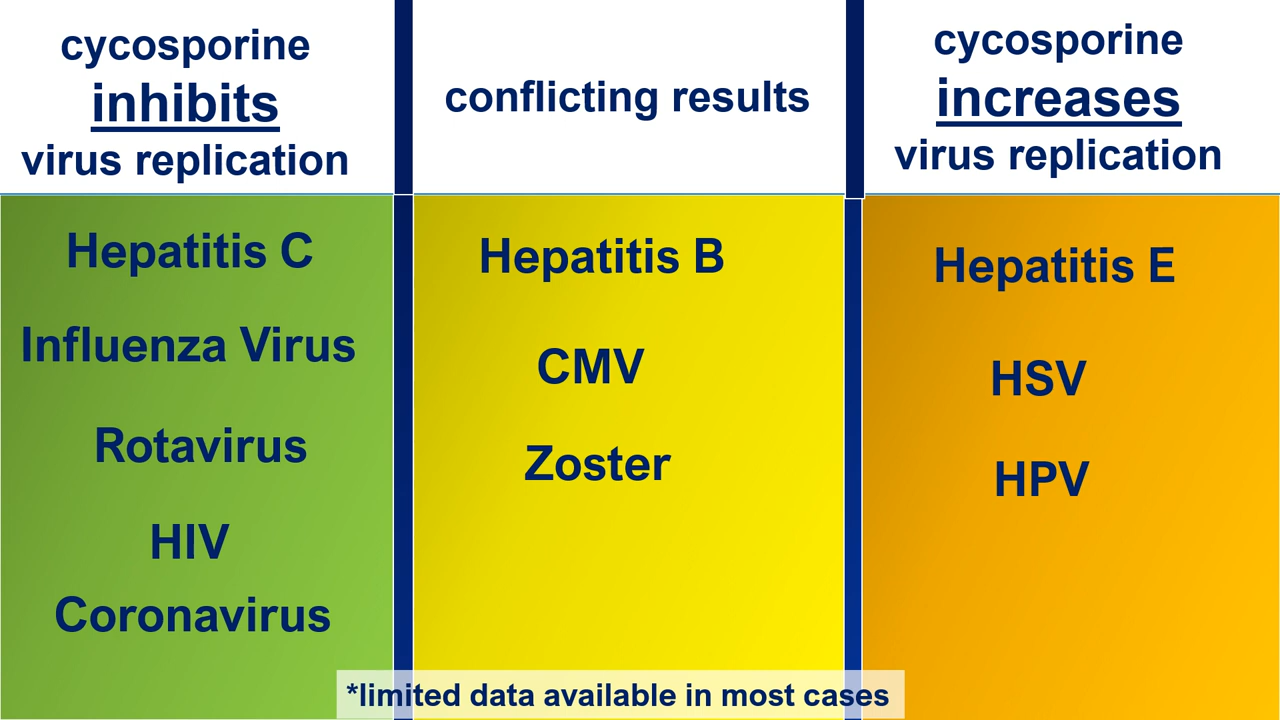 cycosporine
inhibits
virus replication
conflicting results
cycosporine
increases
virus replication
Hepatitis C
Influenza Virus
Rotavirus
HIV
Coronavirus
Hepatitis B
CMV
Zoster
Hepatitis E
HSV
HPV
*limited data available in most cases